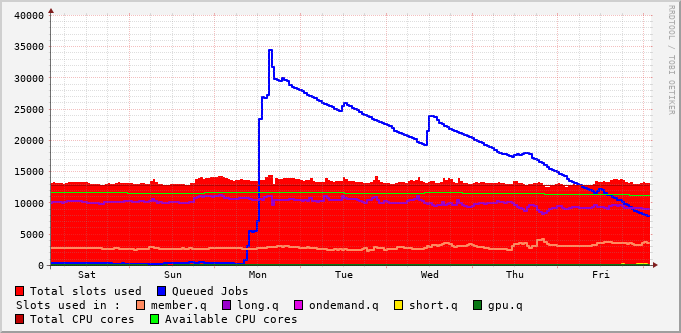 40000
35000
30000
25000
20000
15000
10000
5000
0
Sat Sun Mon Tue Wed Thu Fri
RRDTOOL / TOBI OETIKER
Total slots used Queued Jobs
Slots used in : member.q long.q ondemand.q short.q gpu.q
Total CPU cores Available CPU cores